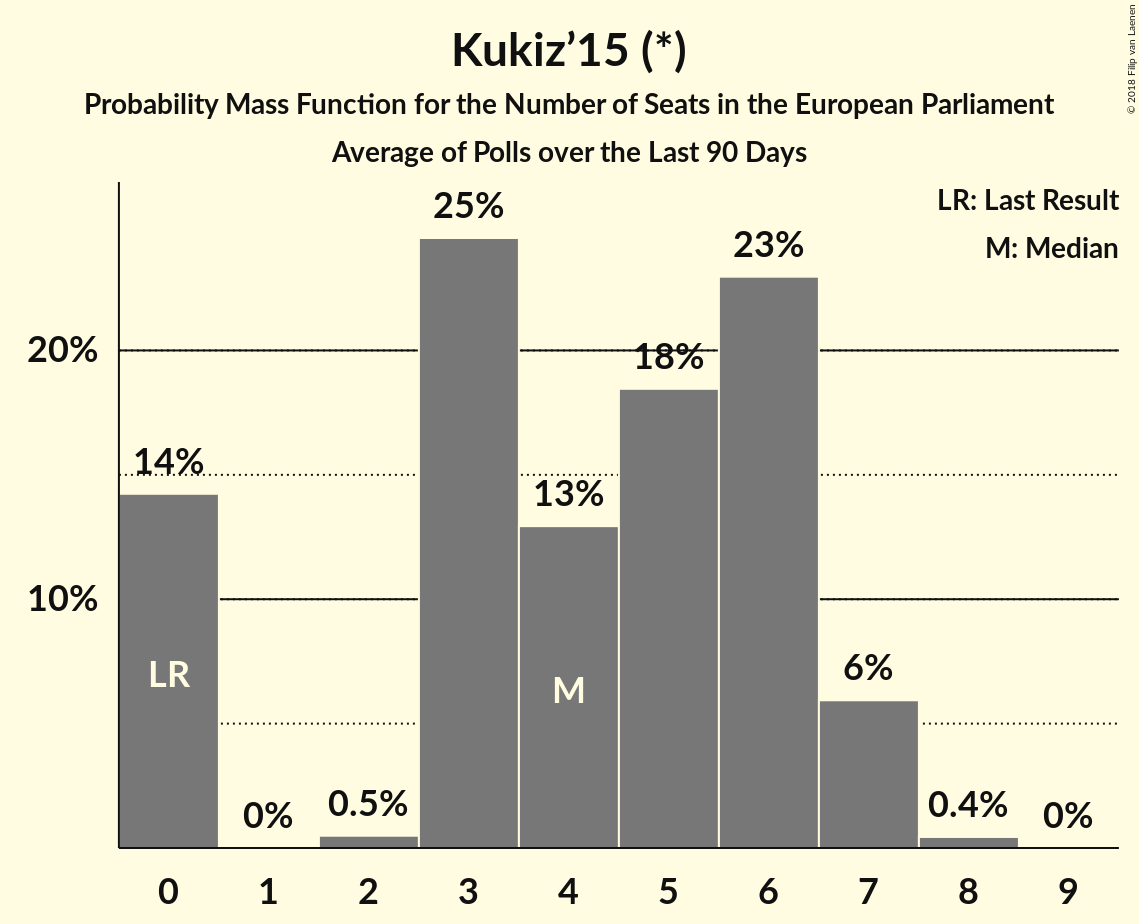 Kukiz’15 (*)
Probability Mass Function for the Number of Seats in the European Parliament
Average of Polls over the Last 90 Days
© 2018 Filip van Laenen
LR: Last Result
M: Median
25%
23%
20%
18%
14%
13%
10%
LR
M
6%
0%
0.5%
0.4%
0%
0 1 2 3 4 5 6 7 8 9